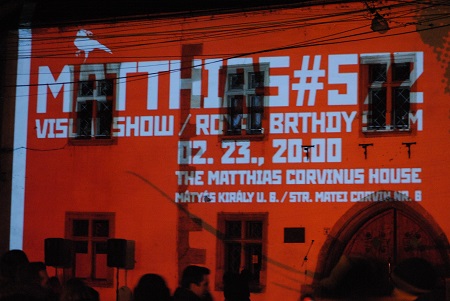 MATTHIAS#572
VISUAL SHOW / ROYAL BRTHDY
02. 23., 20:00
THE MATTHIAS CORVINUS HOUSE
MÁTYÁS KIRÁLY U. 6. / STR. MATEI CORVIN NR. 6